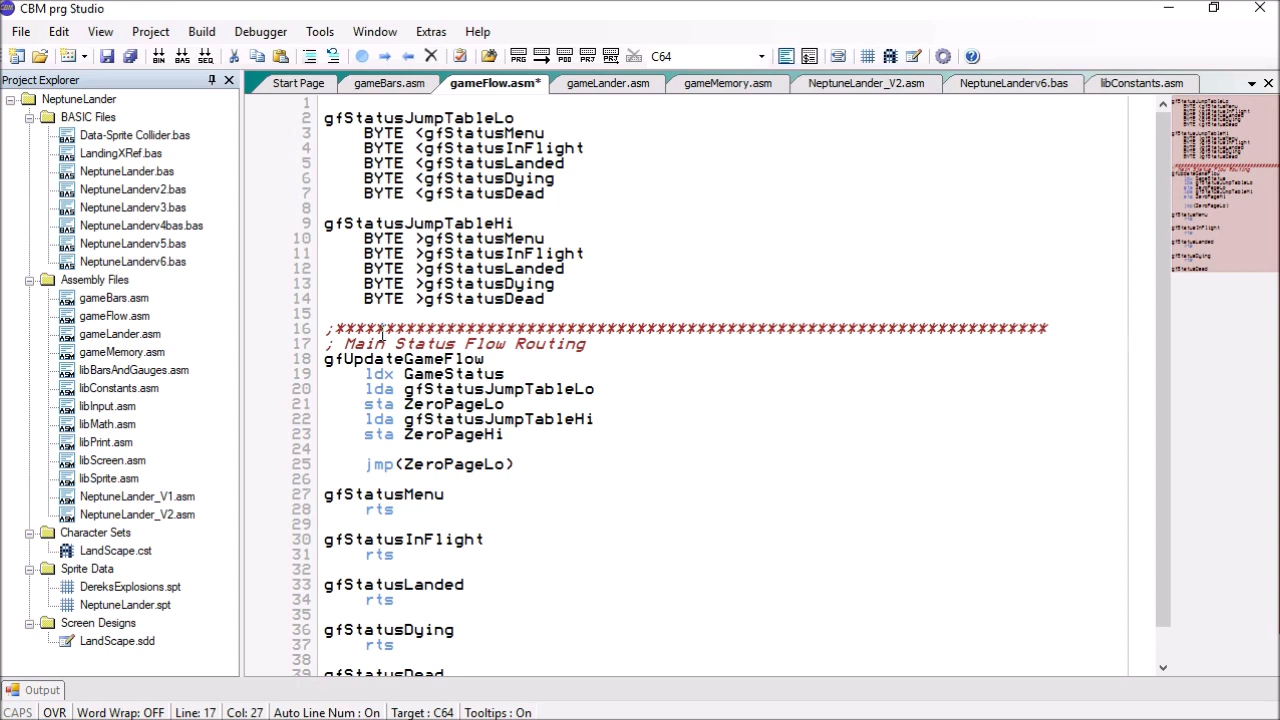 CBM prg Studio
File Edit View Project Build Debugger Tools Window Extras Help
C64
Project Explorer
Start Page gameBars.asm gameFlow.asm* gameLander.asm gameMemory.asm NeptuneLander_V2.asm NeptuneLanderv6.bas libConstants.asm
NeptuneLander
BASIC Files
Data-Sprite Collider.bas
LandingXRef.bas
NeptuneLander.bas
NeptuneLanderv2.bas
NeptuneLanderv3.bas
NeptuneLanderv4bas.bas
NeptuneLanderv5.bas
NeptuneLanderv6.bas
Assembly Files
gameBars.asm
gameFlow.asm
gameLander.asm
gameMemory.asm
libBarsAndGauges.asm
libConstants.asm
libInput.asm
libMath.asm
libPrint.asm
libScreen.asm
libSprite.asm
NeptuneLander_V1.asm
NeptuneLander_V2.asm
Character Sets
LandScape.cst
Sprite Data
DereksExplosions.spt
NeptuneLander.spt
Screen Designs
LandScape.sdd
1
2 gfStatusJumpTableLo
3 BYTE <gfStatusMenu
4 BYTE <gfStatusInFlight
5 BYTE <gfStatusLanded
6 BYTE <gfStatusDying
7 BYTE <gfStatusDead
8
9 gfStatusJumpTableHi
10 BYTE >gfStatusMenu
11 BYTE >gfStatusInFlight
12 BYTE >gfStatusLanded
13 BYTE >gfStatusDying
14 BYTE >gfStatusDead
15
16 ;***********************************************************************
17 ; Main Status Flow Routing
18 gfUpdateGameFlow
19 ldx GameStatus
20 lda gfStatusJumpTableLo
21 sta ZeroPageLo
22 lda gfStatusJumpTableHi
23 sta ZeroPageHi
24
25 jmp(ZeroPageLo)
26
27 gfStatusMenu
28 rts
29
30 gfStatusInFlight
31 rts
32
33 gfStatusLanded
34 rts
35
36 gfStatusDying
37 rts
38
39 gfStatusDead
Output
CAPS OVR Word Wrap: OFF Line: 17 Col: 27 Auto Line Num : On Target : C64 Tooltips : On